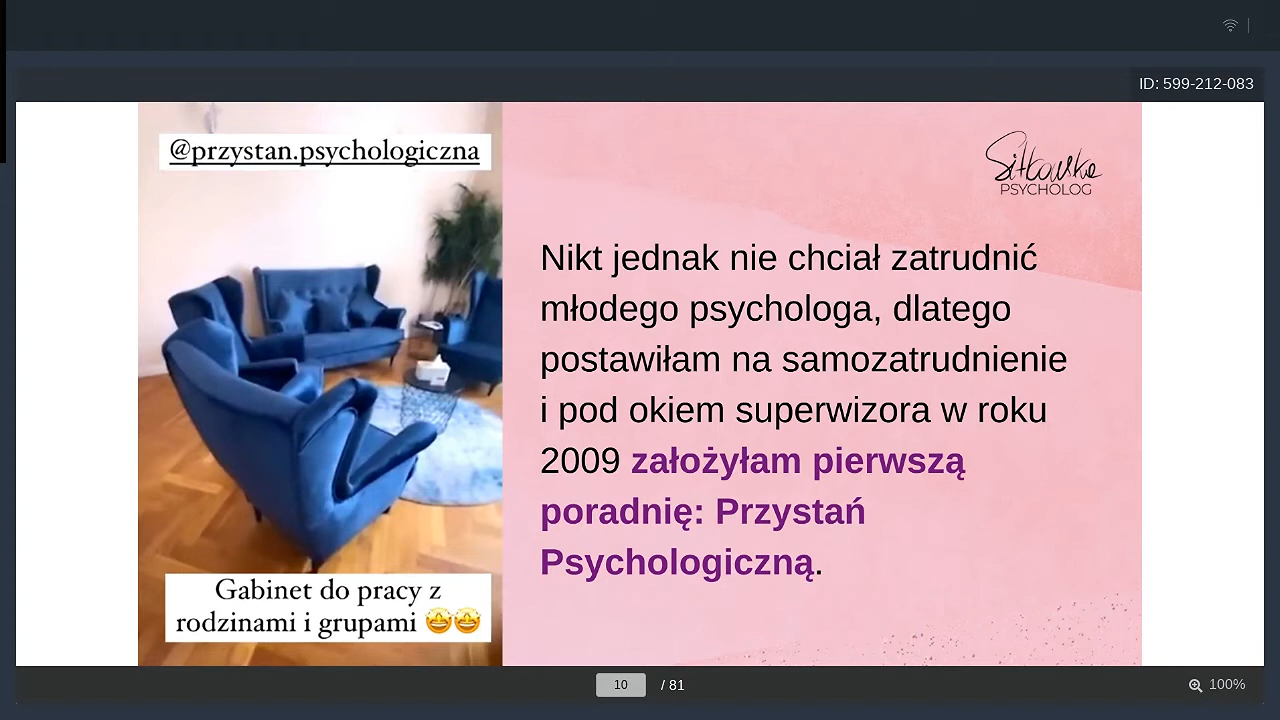 ID: 599-212-083
@przystan.psychologiczna
Gabinet do pracy z
rodzinami i grupami 🤩🤩
Sitkowska
PSYCHOLOG
Nikt jednak nie chciał zatrudnić
młodego psychologa, dlatego
postawiłam na samozatrudnienie
i pod okiem superwizora w roku
2009 założyłam pierwszą
poradnię: Przystań
Psychologiczną.
10 / 81
100%